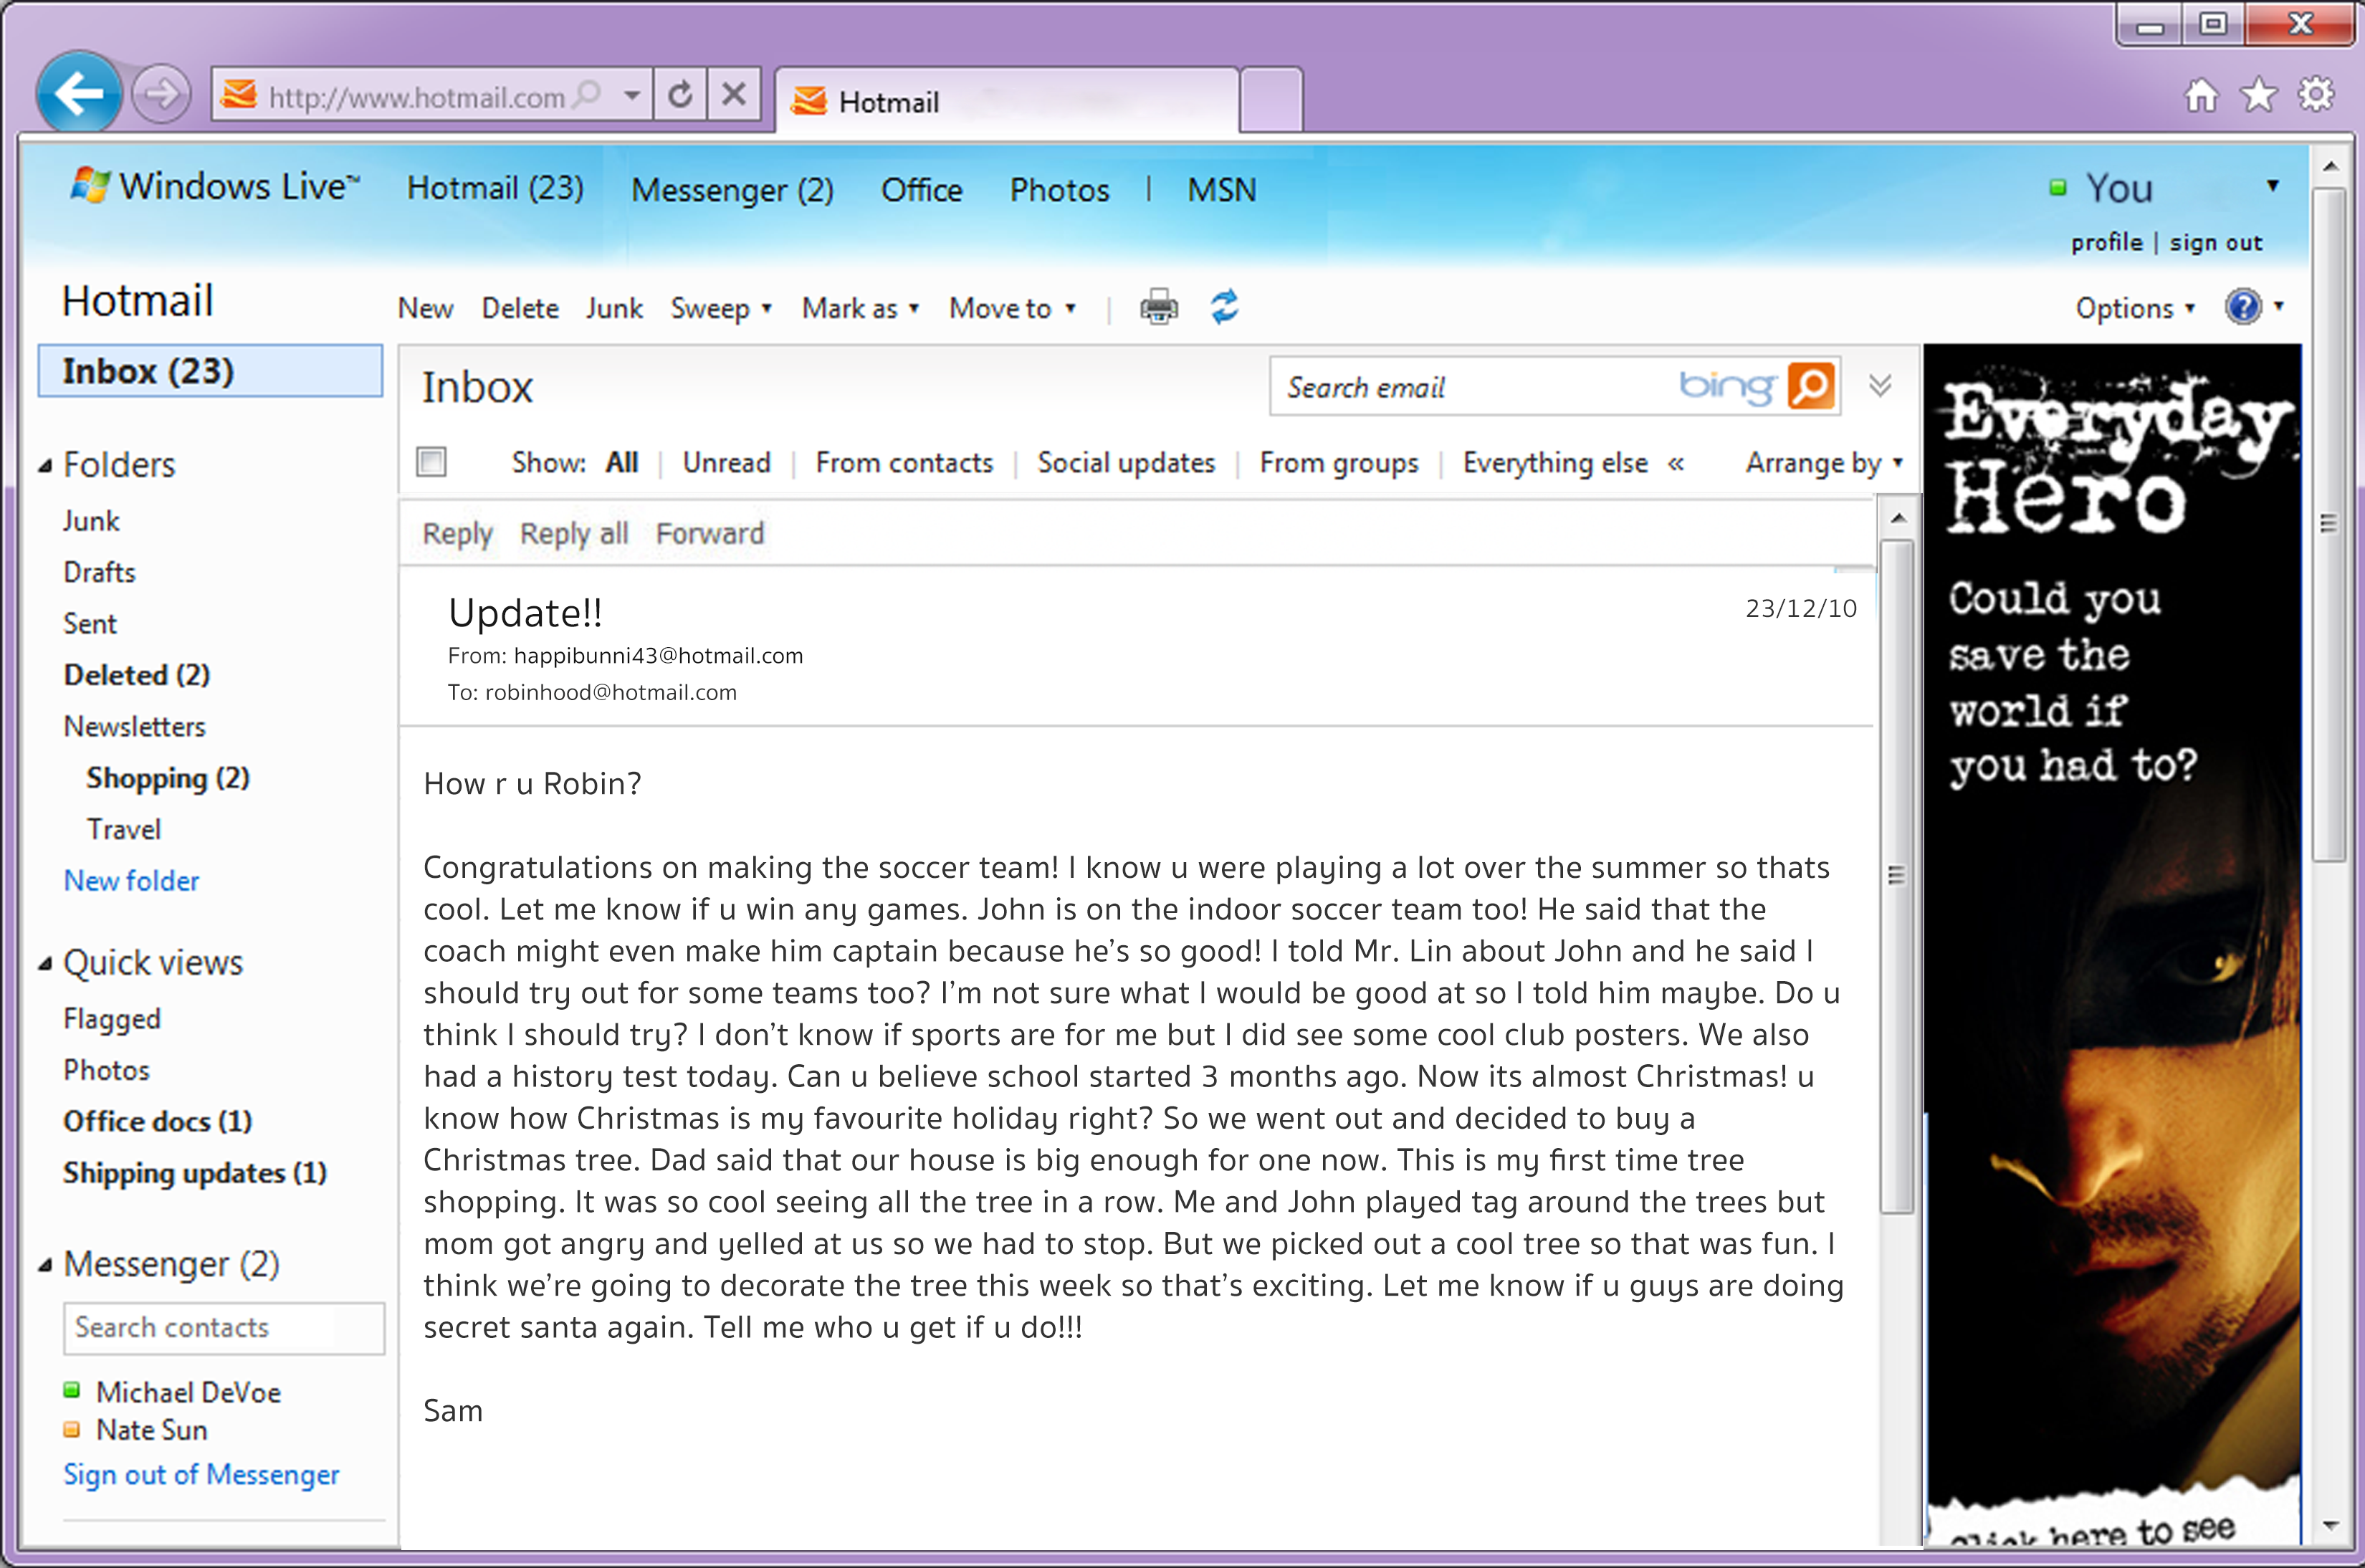 http://www.hotmail.com
Hotmail
Windows Live™ Hotmail (23) Messenger (2) Office Photos | MSN
You
profile | sign out
Hotmail
New Delete Junk Sweep Mark as Move to |
Options
Inbox (23)
Folders
Junk
Drafts
Sent
Deleted (2)
Newsletters
Shopping (2)
Travel
New folder
Quick views
Flagged
Photos
Office docs (1)
Shipping updates (1)
Messenger (2)
Search contacts
Michael DeVoe
Nate Sun
Sign out of Messenger
Inbox
Search email bing
Show: All | Unread | From contacts | Social updates | From groups | Everything else « Arrange by
Reply Reply all Forward
Update!! 23/12/10
From: happibunni43@hotmail.com
To: robinhood@hotmail.com
How r u Robin?
Congratulations on making the soccer team! I know u were playing a lot over the summer so thats
cool. Let me know if u win any games. John is on the indoor soccer team too! He said that the
coach might even make him captain because he’s so good! I told Mr. Lin about John and he said I
should try out for some teams too? I’m not sure what I would be good at so I told him maybe. Do u
think I should try? I don’t know if sports are for me but I did see some cool club posters. We also
had a history test today. Can u believe school started 3 months ago. Now its almost Christmas! u
know how Christmas is my favourite holiday right? So we went out and decided to buy a
Christmas tree. Dad said that our house is big enough for one now. This is my first time tree
shopping. It was so cool seeing all the tree in a row. Me and John played tag around the trees but
mom got angry and yelled at us so we had to stop. But we picked out a cool tree so that was fun. I
think we’re going to decorate the tree this week so that’s exciting. Let me know if u guys are doing
secret santa again. Tell me who u get if u do!!!
Sam
Everyday
Hero
Could you
save the
world if
you had to?
click here to see